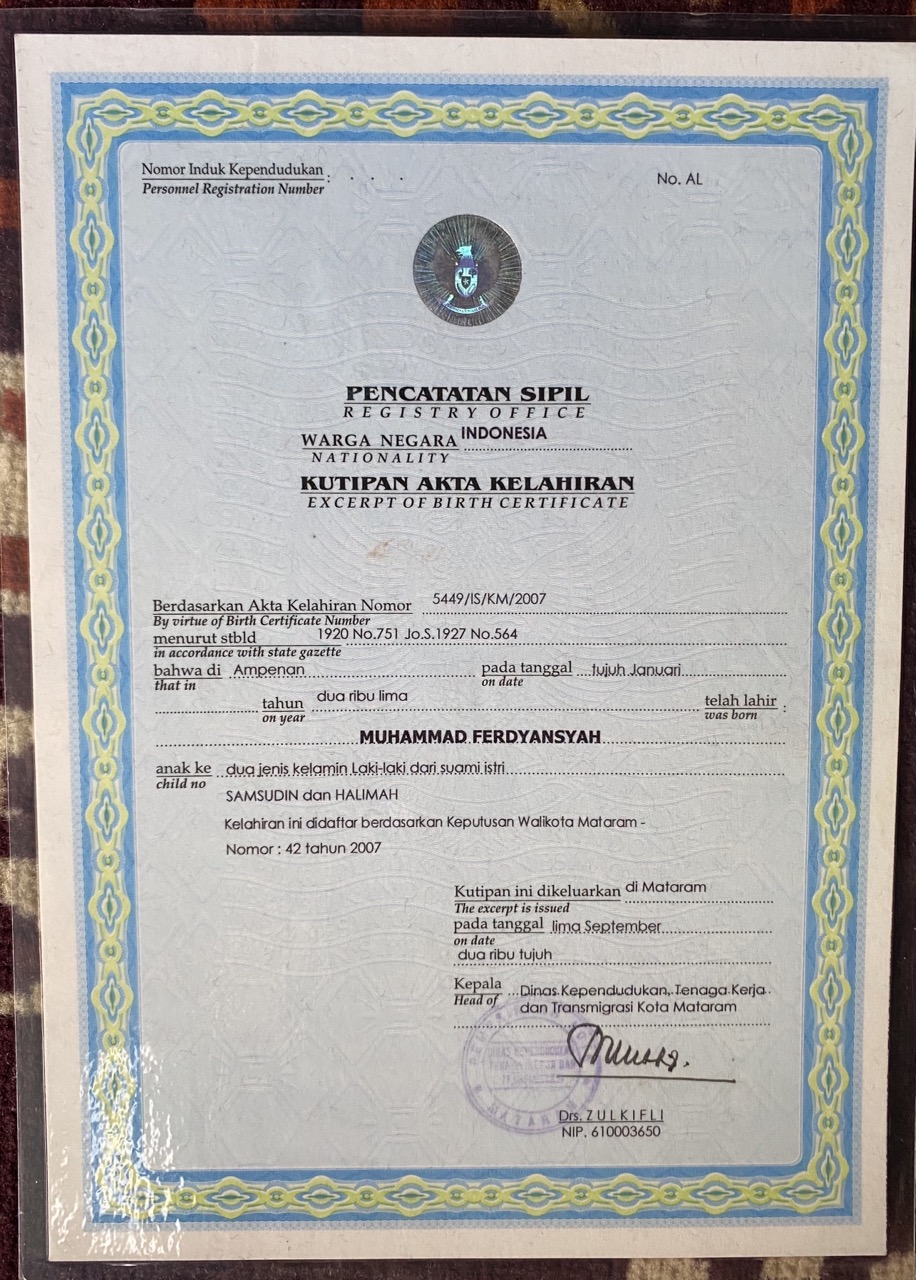 Nomor Induk Kependudukan : . . .
Personnel Registration Number
No. AL
PENCATATAN SIPIL
REGISTRY OFFICE
WARGA NEGARA INDONESIA
NATIONALITY
KUTIPAN AKTA KELAHIRAN
EXCERPT OF BIRTH CERTIFICATE
Berdasarkan Akta Kelahiran Nomor 5449/IS/KM/2007
By virtue of Birth Certificate Number
menurut stbld 1920 No.751 Jo.S.1927 No.564
in accordance with state gazette
bahwa di Ampenan pada tanggal tujuh Januari
that in on date
tahun dua ribu lima telah lahir :
on year was born
MUHAMMAD FERDYANSYAH
anak ke dua jenis kelamin Laki-laki dari suami istri
child no
SAMSUDIN dan HALIMAH
Kelahiran ini didaftar berdasarkan Keputusan Walikota Mataram -
Nomor : 42 tahun 2007
Kutipan ini dikeluarkan di Mataram
The excerpt is issued
pada tanggal lima September
on date
dua ribu tujuh
Kepala Dinas Kependudukan, Tenaga Kerja
Head of
dan Transmigrasi Kota Mataram
Drs. ZULKIFLI
NIP. 610003650